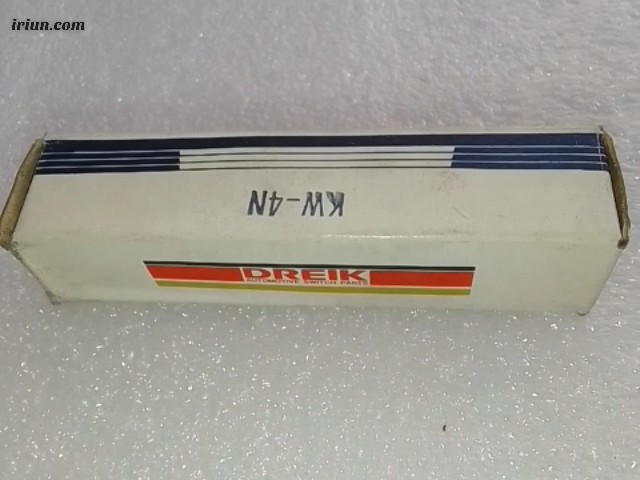 iriun.com
KW-4N
DREIK
AUTOMOTIVE SWITCH PARTS